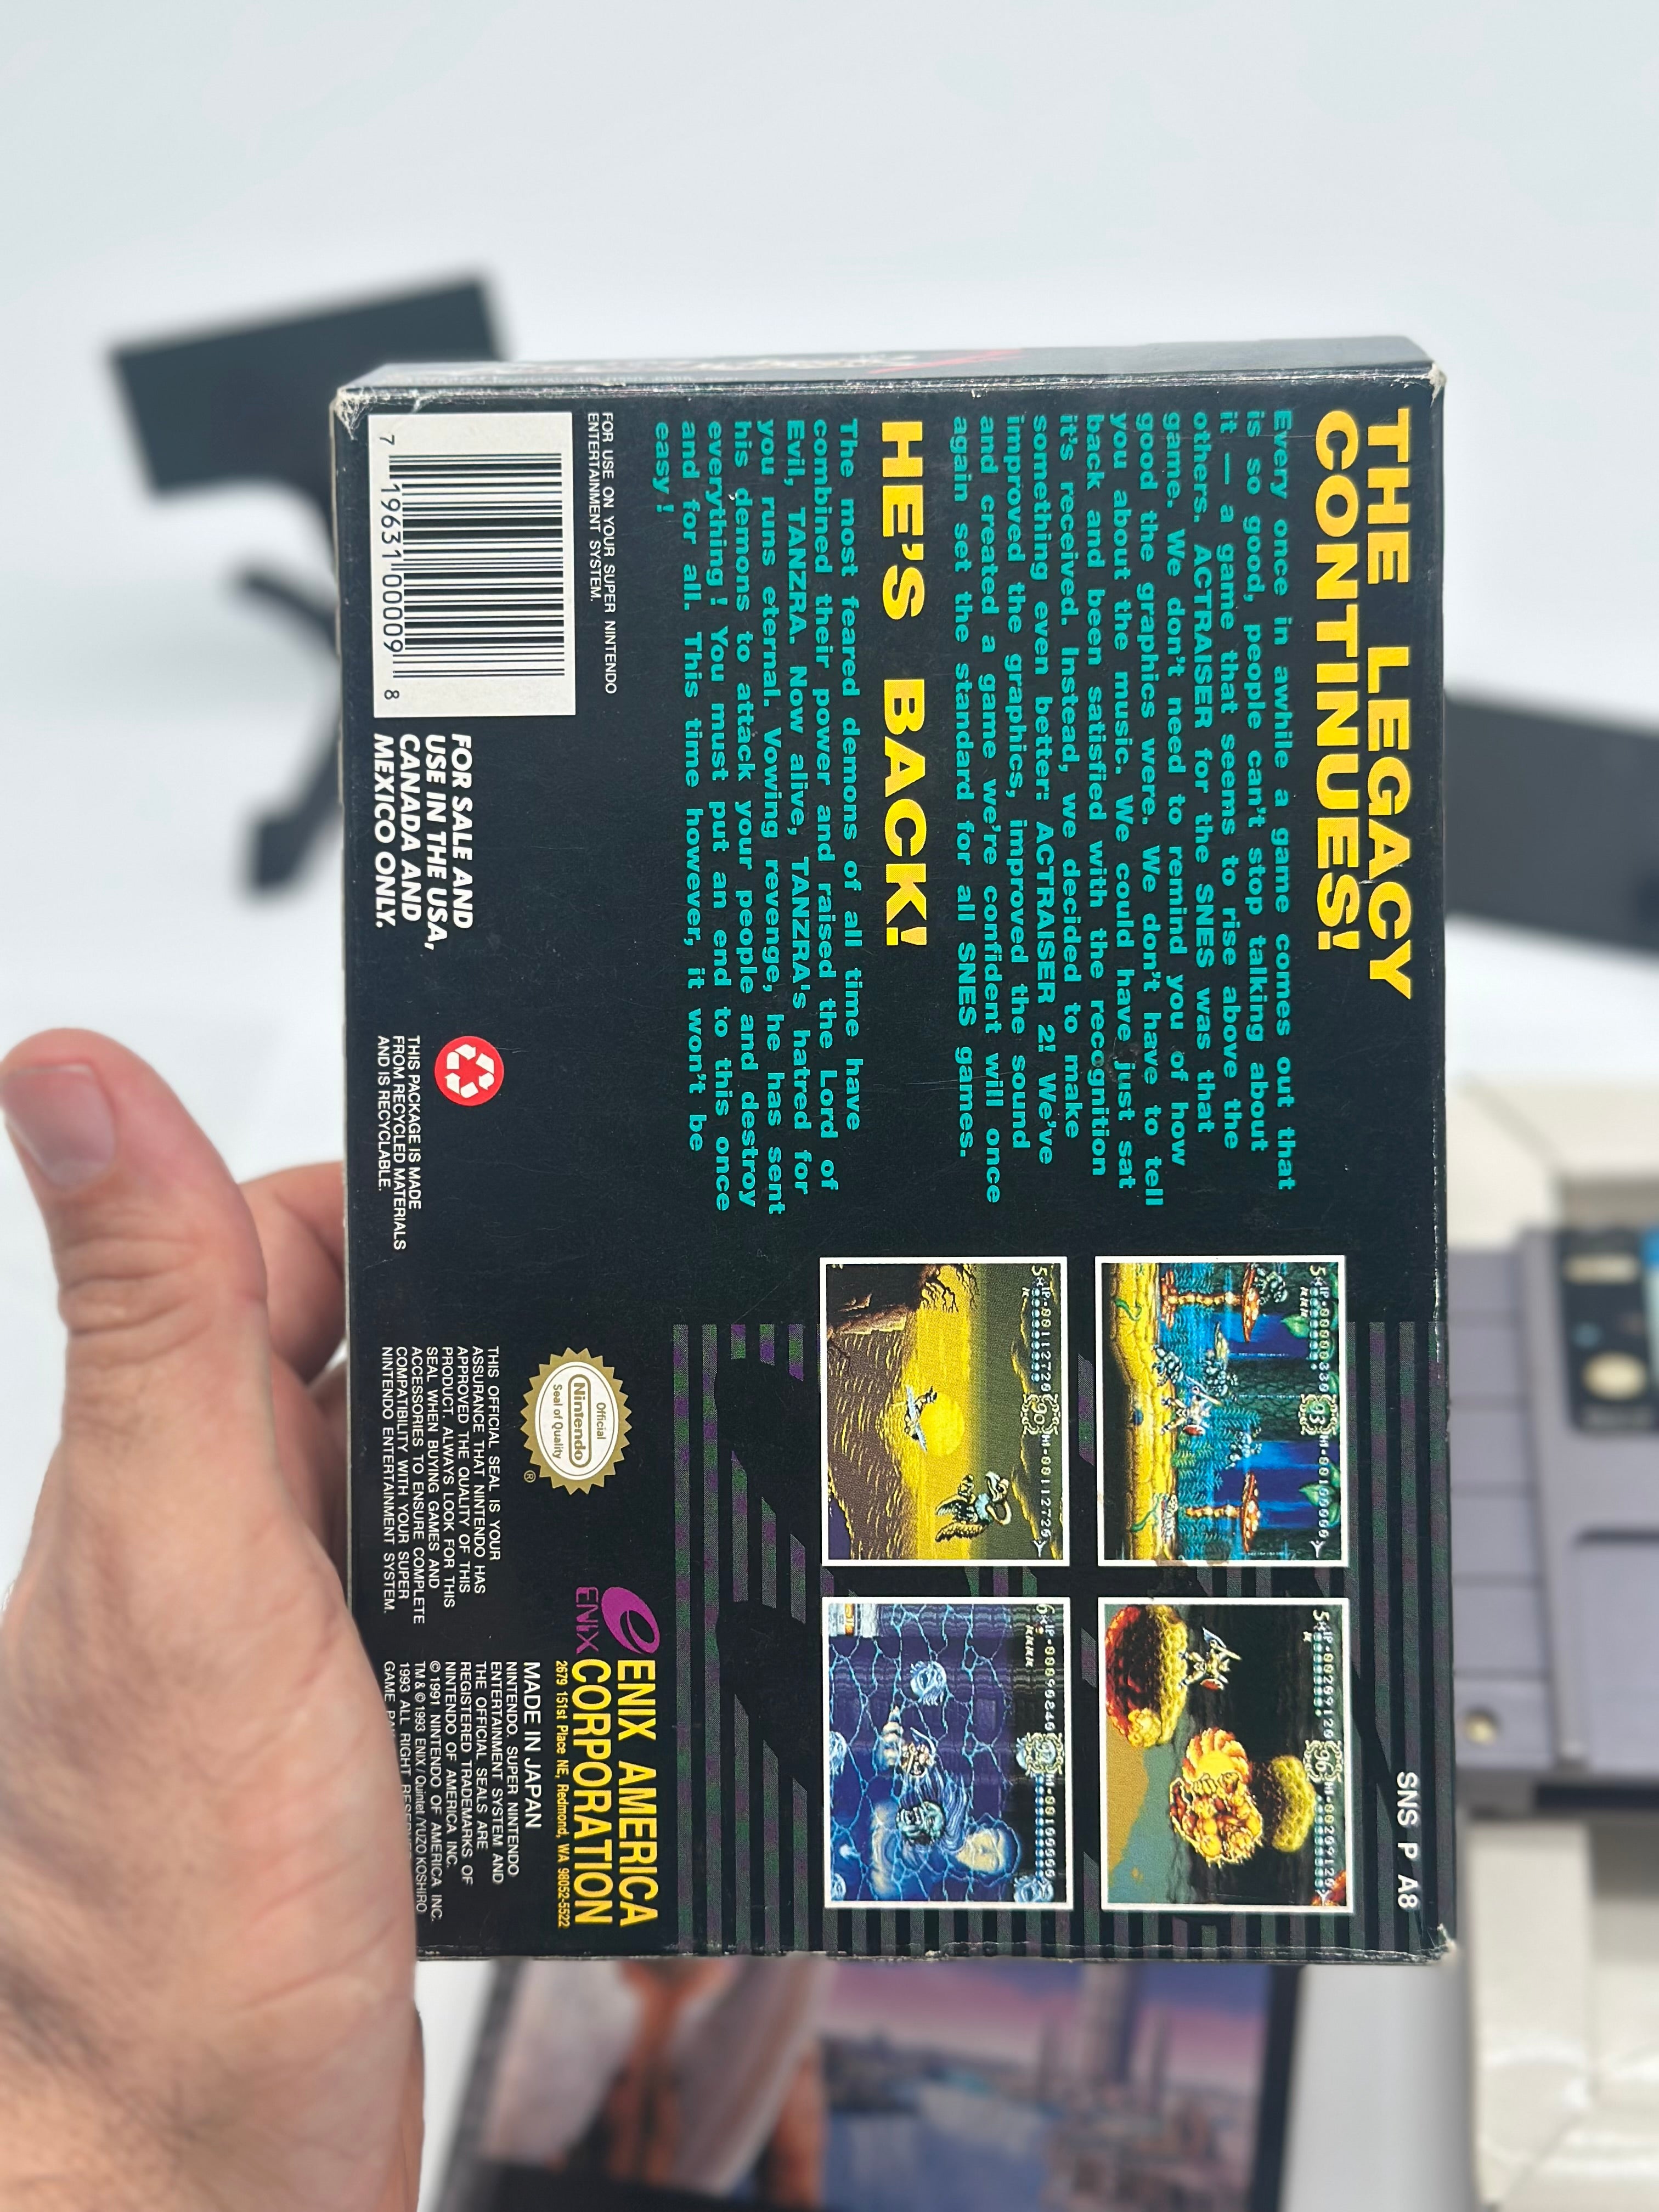 SNS P A8
THE LEGACY
CONTINUES!
Every once in awhile a game comes out that
is so good, people can't stop talking about
it — a game that seems to rise above the
others. ACTRAISER for the SNES was that
game. We don't need to remind you of how
good the graphics were. We don't have to tell
you about the music. We could have just sat
back and been satisfied with the recognition
it's received. Instead, we decided to make
something even better: ACTRAISER 2! We've
improved the graphics, improved the sound
and created a game we're confident will once
again set the standard for all SNES games.
HE'S BACK!
The most feared demons of all time have
combined their power and raised the Lord of
Evil, TANZRA. Now alive, TANZRA's hatred for
you runs eternal. Vowing revenge, he has sent
his demons to attack your people and destroy
everything! You must put an end to this once
and for all. This time however, it won't be
easy!
FOR USE ON YOUR SUPER NINTENDO
ENTERTAINMENT SYSTEM.
7 19631 00009 8
FOR SALE AND
USE IN THE USA,
CANADA AND
MEXICO ONLY.
THIS PACKAGE IS MADE
FROM RECYCLED MATERIALS
AND IS RECYCLABLE.
Official
Nintendo
Seal of Quality
®
THIS OFFICIAL SEAL IS YOUR
ASSURANCE THAT NINTENDO HAS
APPROVED THE QUALITY OF THIS
PRODUCT. ALWAYS LOOK FOR THIS
SEAL WHEN BUYING GAMES AND
ACCESSORIES TO ENSURE COMPLETE
COMPATIBILITY WITH YOUR SUPER
NINTENDO ENTERTAINMENT SYSTEM.
ENIX
ENIX AMERICA
CORPORATION
2679 151st Place NE, Redmond, WA 98052-5522
MADE IN JAPAN
NINTENDO, SUPER NINTENDO
ENTERTAINMENT SYSTEM AND
THE OFFICIAL SEALS ARE
REGISTERED TRADEMARKS OF
NINTENDO OF AMERICA INC.
© 1991 NINTENDO OF AMERICA INC.
TM & © 1993 ENIX / Quintet / YUZO KOSHIRO
1993 ALL RIGHT
GAME